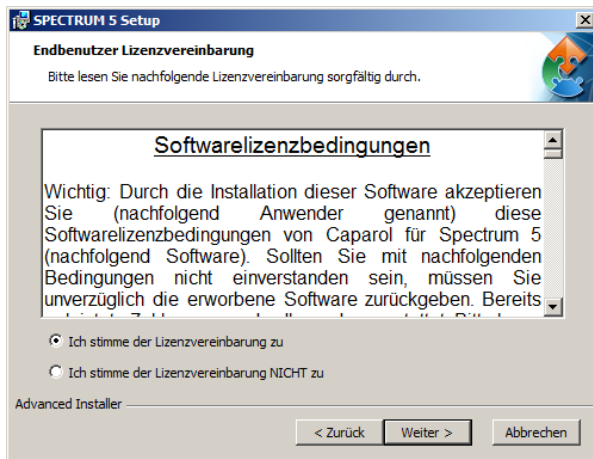 SPECTRUM 5 Setup
Endbenutzer Lizenzvereinbarung
Bitte lesen Sie nachfolgende Lizenzvereinbarung sorgfältig durch.
Softwarelizenzbedingungen
Wichtig: Durch die Installation dieser Software akzeptieren
Sie (nachfolgend Anwender genannt) diese
Softwarelizenzbedingungen von Caparol für Spectrum 5
(nachfolgend Software). Sollten Sie mit nachfolgenden
Bedingungen nicht einverstanden sein, müssen Sie
unverzüglich die erworbene Software zurückgeben. Bereits
Ich stimme der Lizenzvereinbarung zu
Ich stimme der Lizenzvereinbarung NICHT zu
Advanced Installer
< Zurück
Weiter >
Abbrechen